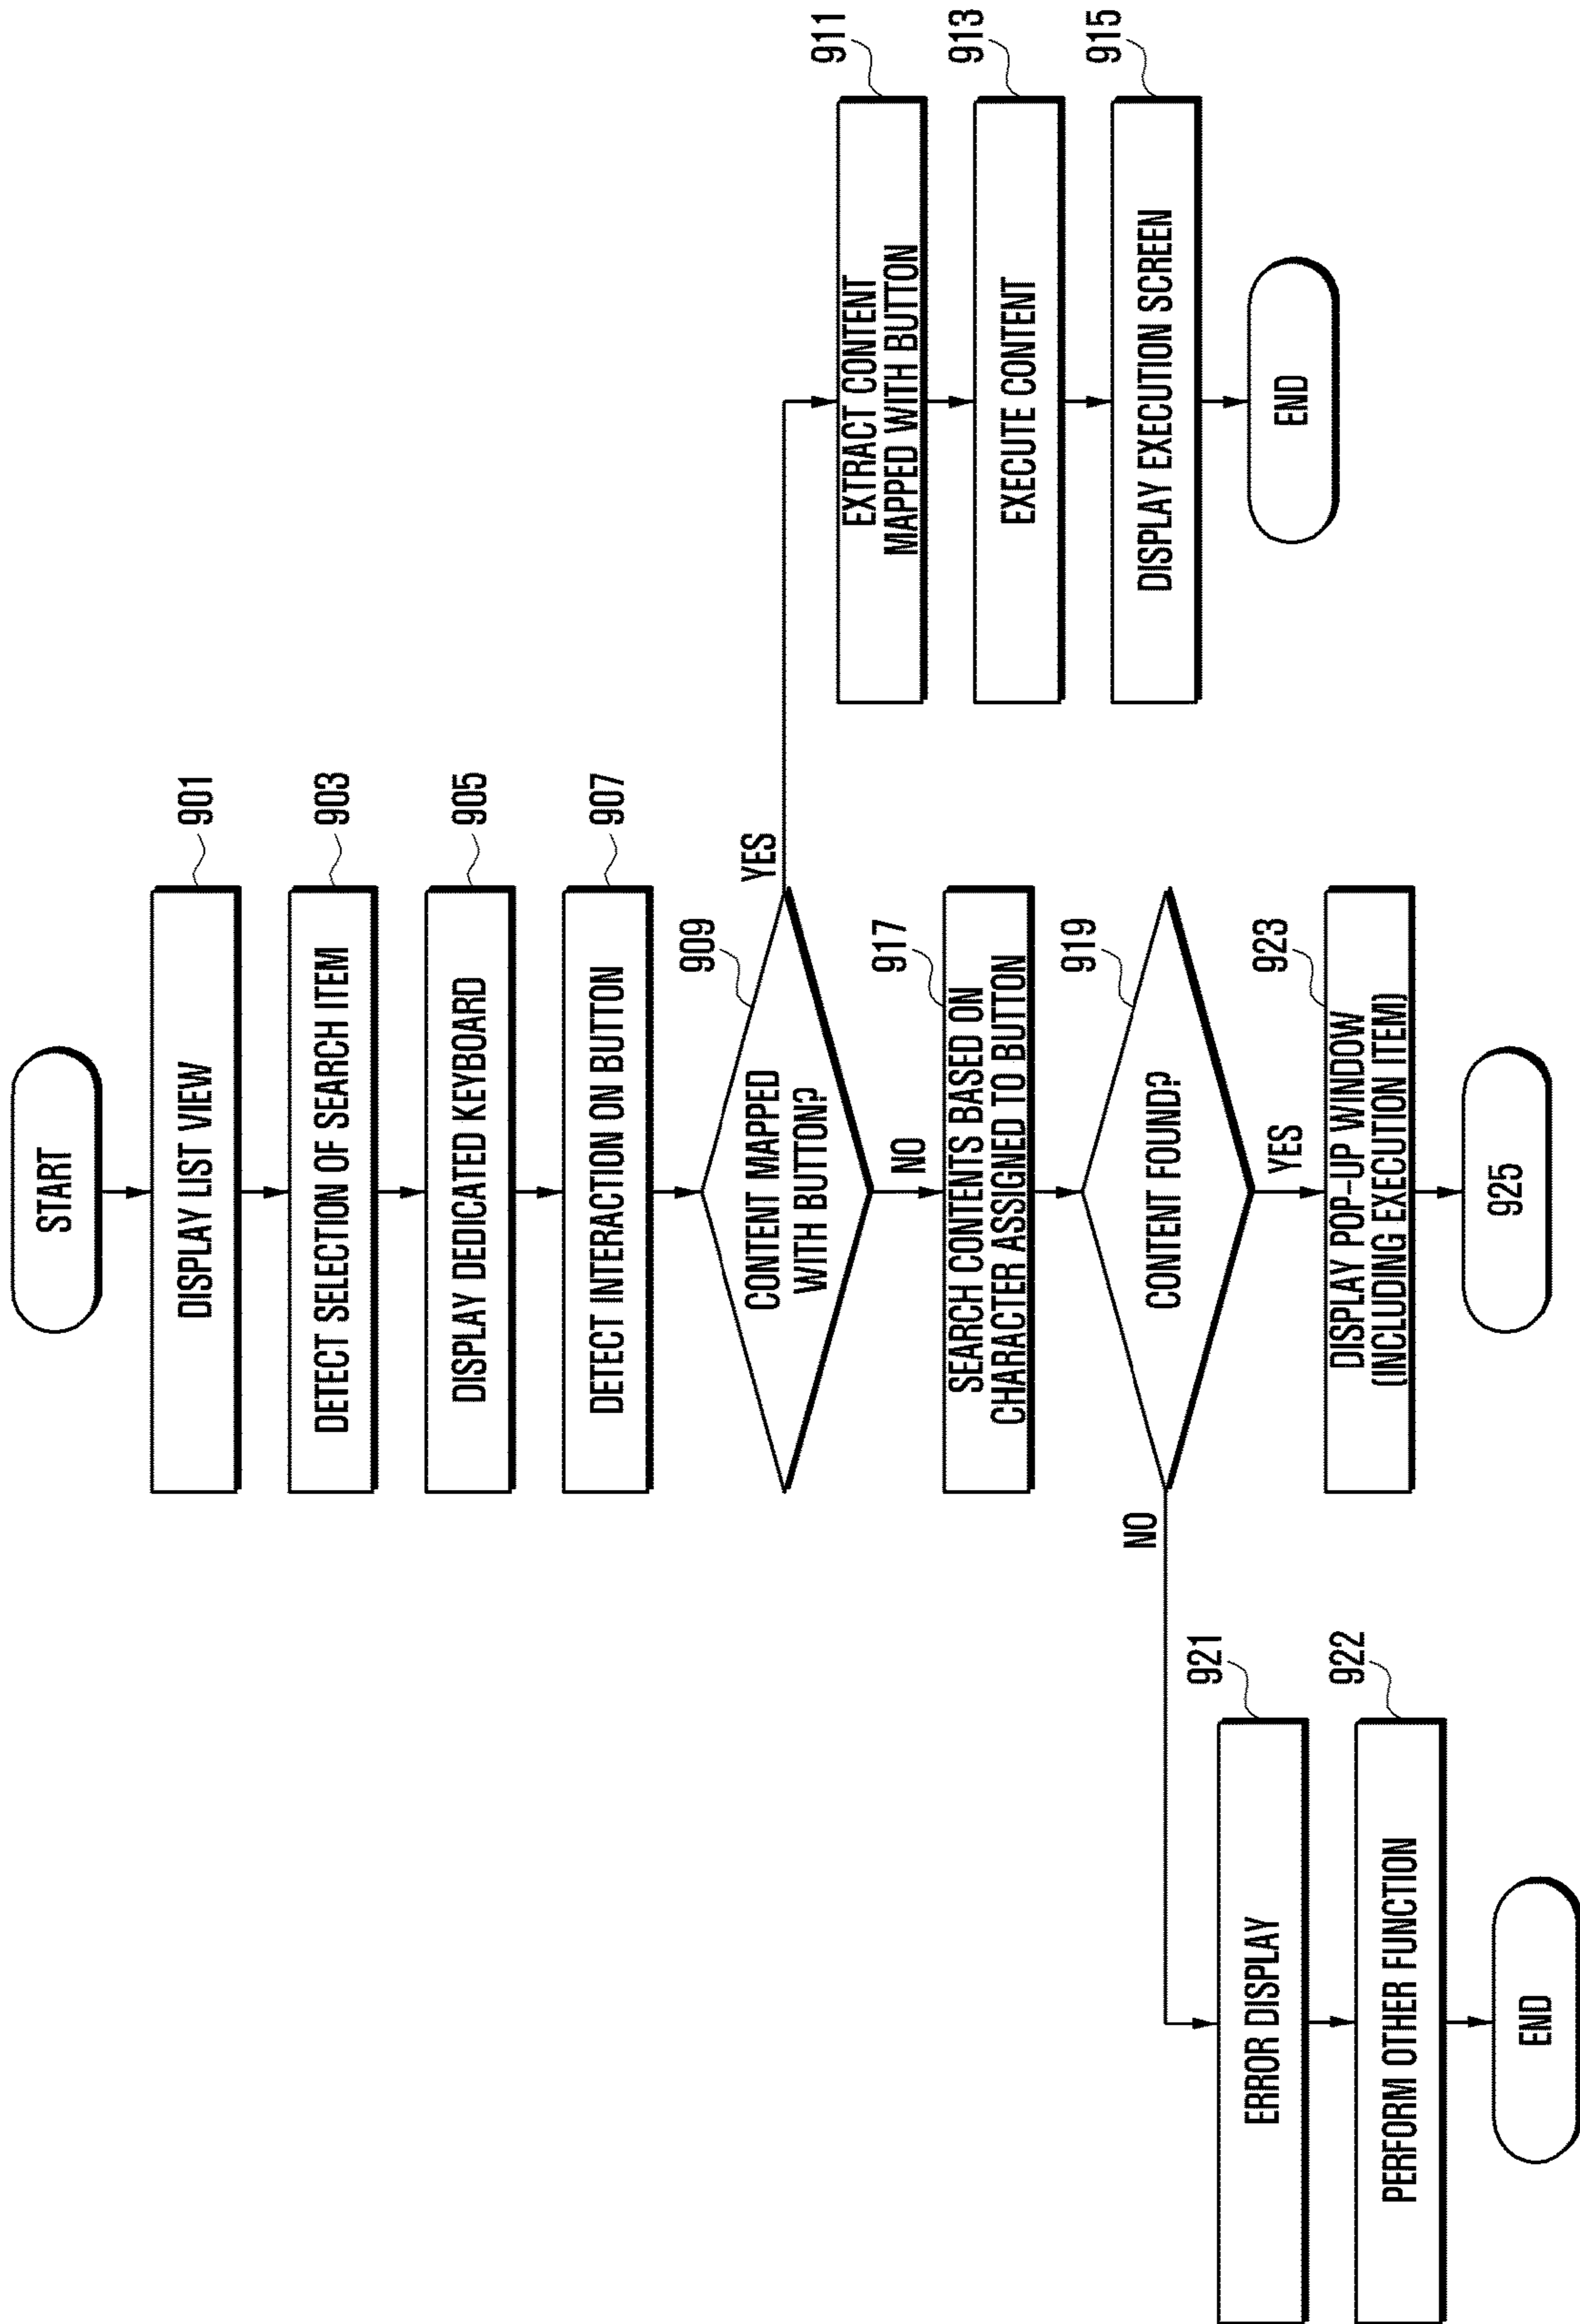 START
901
DISPLAY LIST VIEW
903
DETECT SELECTION OF SEARCH ITEM
905
DISPLAY DEDICATED KEYBOARD
907
DETECT INTERACTION ON BUTTON
909
CONTENT MAPPED
WITH BUTTON?
YES
NO
911
EXTRACT CONTENT
MAPPED WITH BUTTON
913
EXECUTE CONTENT
915
DISPLAY EXECUTION SCREEN
END
917
SEARCH CONTENTS BASED ON
CHARACTER ASSIGNED TO BUTTON
919
CONTENT FOUND?
NO
YES
921
ERROR DISPLAY
922
PERFORM OTHER FUNCTION
END
923
DISPLAY POP-UP WINDOW
(INCLUDING EXECUTION ITEM)
925